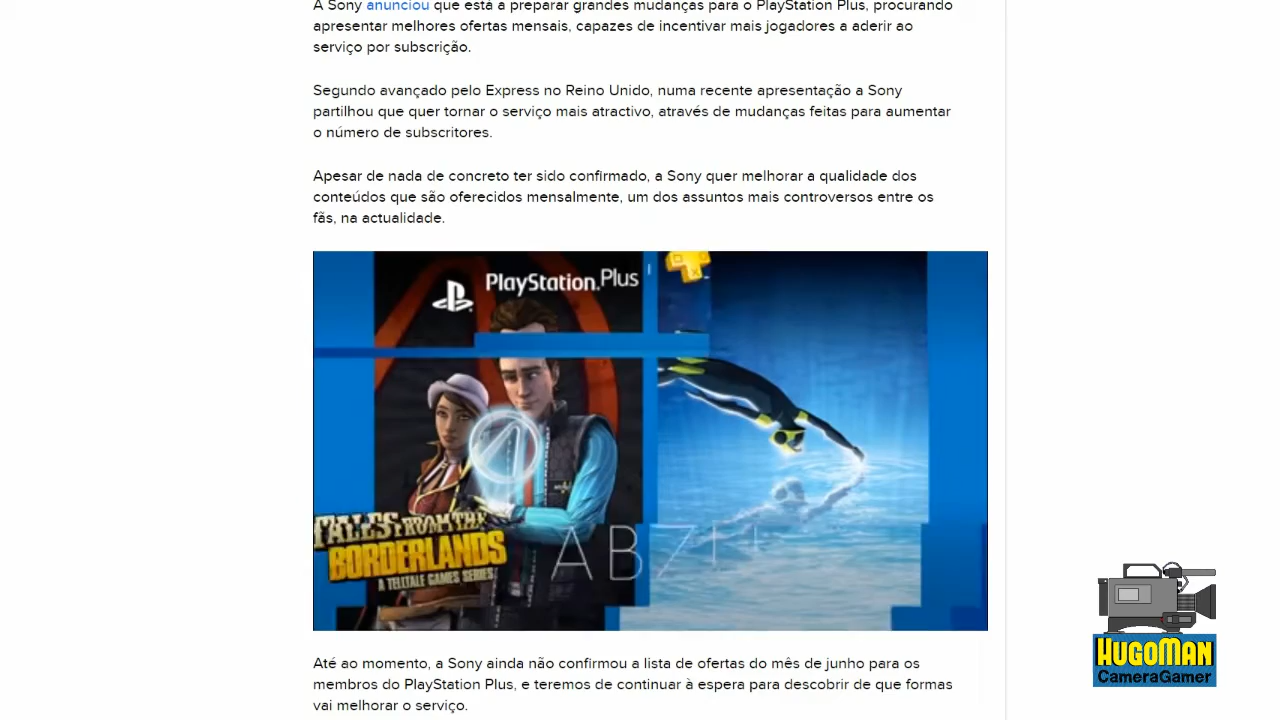 A Sony anunciou que está a preparar grandes mudanças para o PlayStation Plus, procurando
apresentar melhores ofertas mensais, capazes de incentivar mais jogadores a aderir ao
serviço por subscrição.
Segundo avançado pelo Express no Reino Unido, numa recente apresentação a Sony
partilhou que quer tornar o serviço mais atractivo, através de mudanças feitas para aumentar
o número de subscritores.
Apesar de nada de concreto ter sido confirmado, a Sony quer melhorar a qualidade dos
conteúdos que são oferecidos mensalmente, um dos assuntos mais controversos entre os
fãs, na actualidade.
PlayStation.Plus
TALES FROM THE
BORDERLANDS
A TELLTALE GAMES SERIES
Até ao momento, a Sony ainda não confirmou a lista de ofertas do mês de junho para os
membros do PlayStation Plus, e teremos de continuar à espera para descobrir de que formas
vai melhorar o serviço.
HUGOMAN
CameraGamer